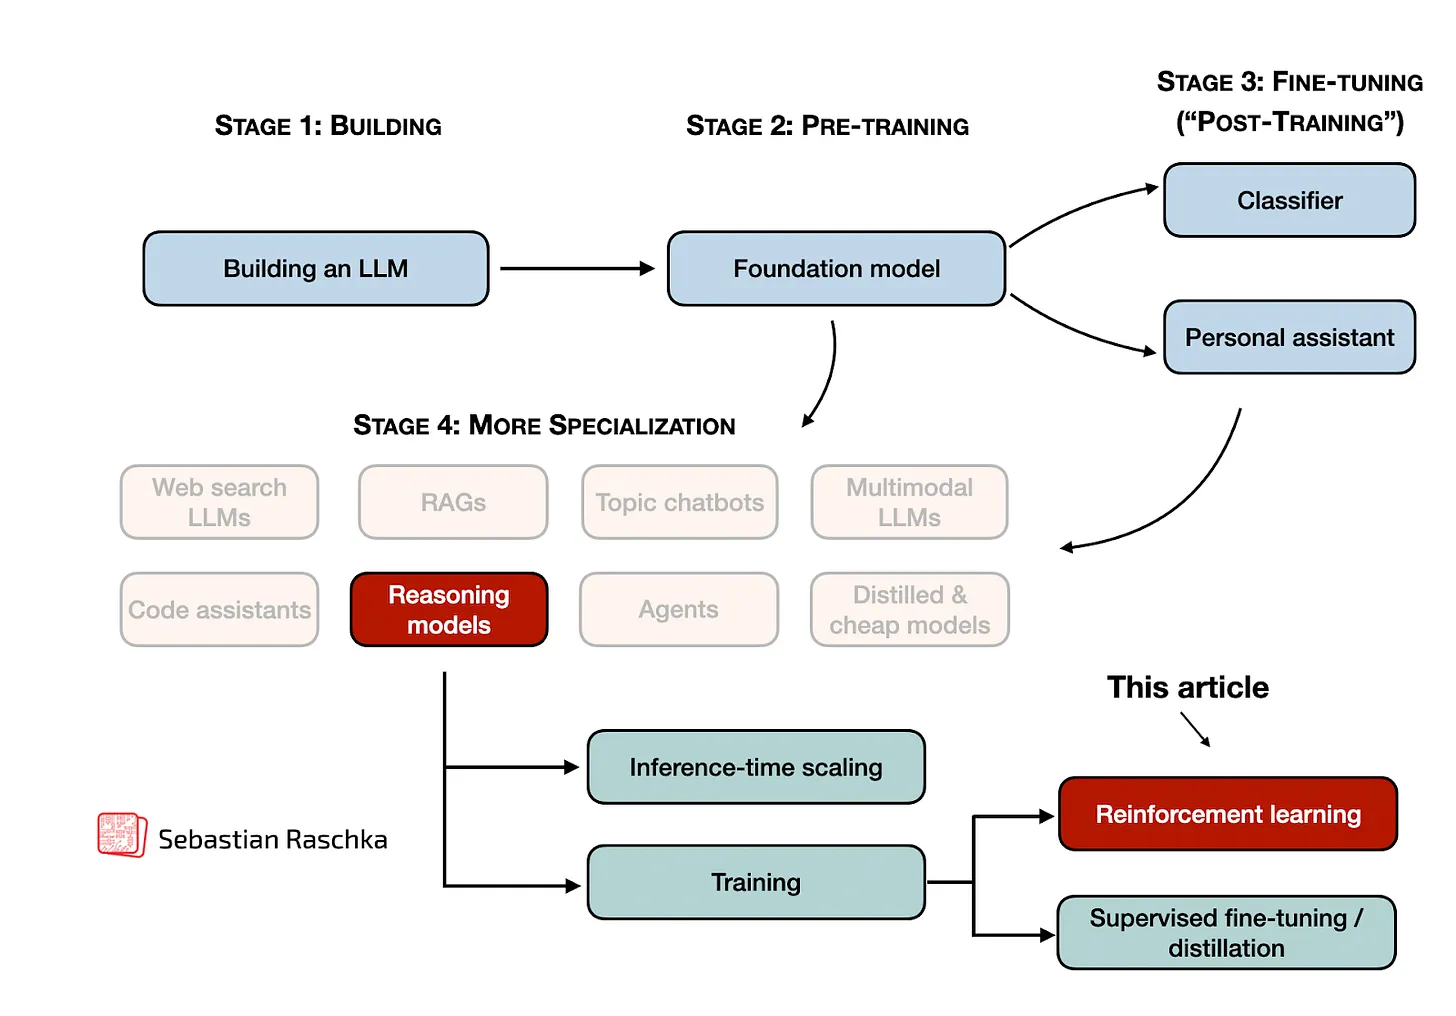 STAGE 1: BUILDING
STAGE 2: PRE-TRAINING
STAGE 3: FINE-TUNING
(“POST-TRAINING”)
Building an LLM
Foundation model
Classifier
Personal assistant
STAGE 4: MORE SPECIALIZATION
Web search
LLMs
RAGs
Topic chatbots
Multimodal
LLMs
Code assistants
Reasoning
models
Agents
Distilled &
cheap models
This article
Inference-time scaling
Reinforcement learning
Sebastian Raschka
Training
Supervised fine-tuning /
distillation